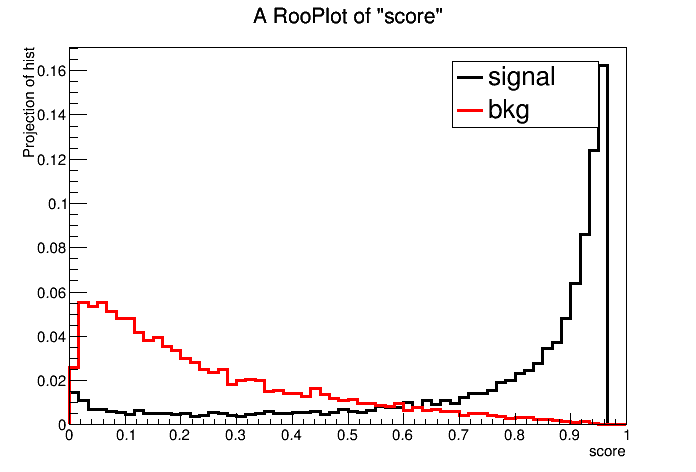 A RooPlot of "score"
Projection of hist
0.16
0.14
0.12
0.1
0.08
0.06
0.04
0.02
0
signal
bkg
0 0.1 0.2 0.3 0.4 0.5 0.6 0.7 0.8 0.9 1
score